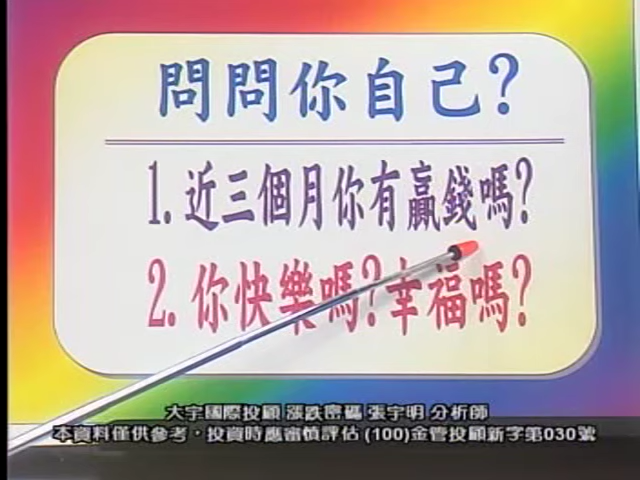 問問你自己?
1. 近三個月你有贏錢嗎?
2. 你快樂嗎?幸福嗎?
大宇國際投顧 漲跌密碼 張宇明 分析師
本資料僅供參考，投資時應審慎評估 (100)金管投顧新字第030號